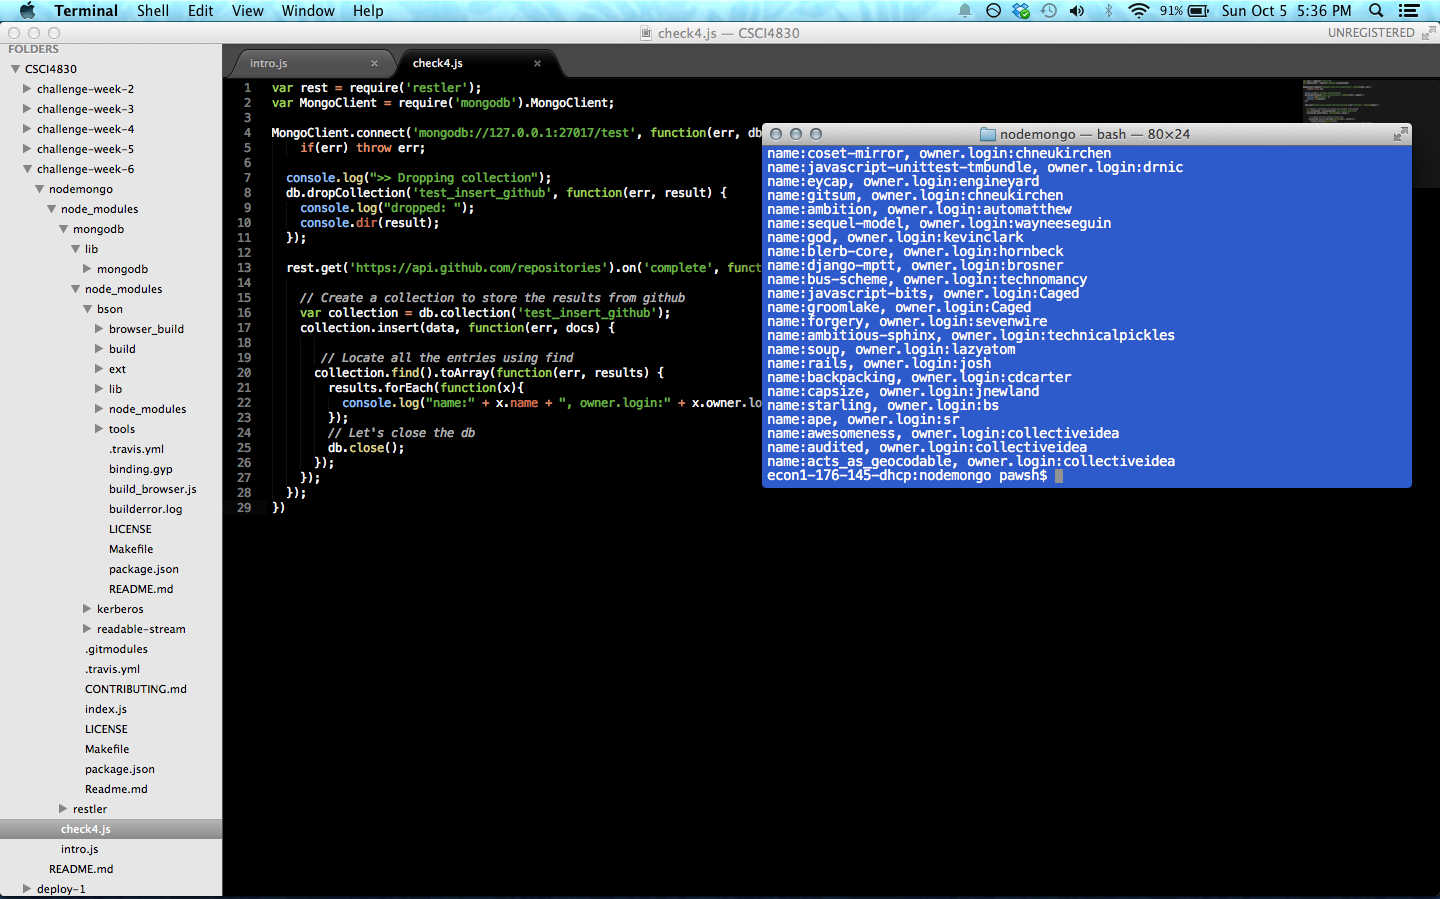 Terminal Shell Edit View Window Help 91% Sun Oct 5 5:36 PM
check4.js — CSCI4830 UNREGISTERED
FOLDERS
CSCI4830
challenge-week-2
challenge-week-3
challenge-week-4
challenge-week-5
challenge-week-6
nodemongo
node_modules
mongodb
lib
mongodb
node_modules
bson
browser_build
build
ext
lib
node_modules
tools
.travis.yml
binding.gyp
build_browser.js
builderror.log
LICENSE
Makefile
package.json
README.md
kerberos
readable-stream
.gitmodules
.travis.yml
CONTRIBUTING.md
index.js
LICENSE
Makefile
package.json
Readme.md
restler
check4.js
intro.js
README.md
deploy-1
intro.js × check4.js ×
1 var rest = require('restler');
2 var MongoClient = require('mongodb').MongoClient;
3
4 MongoClient.connect('mongodb://127.0.0.1:27017/test', function(err, db
5 if(err) throw err;
6
7 console.log(">> Dropping collection");
8 db.dropCollection('test_insert_github', function(err, result) {
9 console.log("dropped: ");
10 console.dir(result);
11 });
12
13 rest.get('https://api.github.com/repositories').on('complete', funct
14
15 // Create a collection to store the results from github
16 var collection = db.collection('test_insert_github');
17 collection.insert(data, function(err, docs) {
18
19 // Locate all the entries using find
20 collection.find().toArray(function(err, results) {
21 results.forEach(function(x){
22 console.log("name:" + x.name + ", owner.login:" + x.owner.lo
23 });
24 // Let's close the db
25 db.close();
26 });
27 });
28 });
29 })
nodemongo — bash — 80×24
name:coset-mirror, owner.login:chneukirchen
name:javascript-unittest-tmbundle, owner.login:drnic
name:eycap, owner.login:engineyard
name:gitsum, owner.login:chneukirchen
name:ambition, owner.login:automatthew
name:sequel-model, owner.login:wayneeseguin
name:god, owner.login:kevinclark
name:blerb-core, owner.login:hornbeck
name:django-mptt, owner.login:brosner
name:bus-scheme, owner.login:technomancy
name:javascript-bits, owner.login:Caged
name:groomlake, owner.login:Caged
name:forgery, owner.login:sevenwire
name:ambitious-sphinx, owner.login:technicalpickles
name:soup, owner.login:lazyatom
name:rails, owner.login:josh
name:backpacking, owner.login:cdcarter
name:capsize, owner.login:jnewland
name:starling, owner.login:bs
name:ape, owner.login:sr
name:awesomeness, owner.login:collectiveidea
name:audited, owner.login:collectiveidea
name:acts_as_geocodable, owner.login:collectiveidea
econ1-176-145-dhcp:nodemongo pawsh$